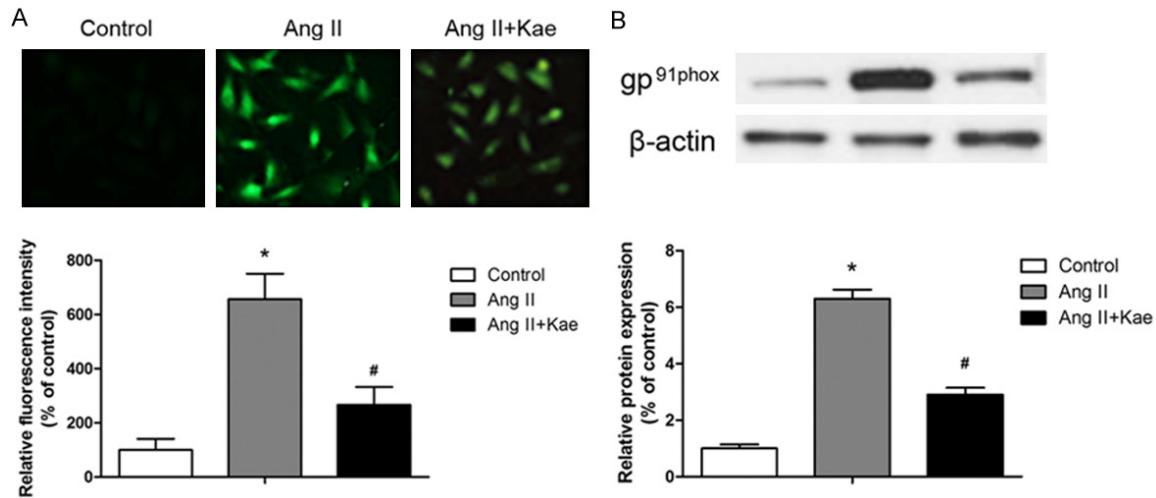 A
Control
Ang II
Ang II+Kae
Relative fluorescence intensity
(% of control)
800
600
400
200
0
*
#
Control
Ang II
Ang II+Kae
B
gp91phox
β-actin
Relative protein expression
(% of control)
8
6
4
2
0
*
#
Control
Ang II
Ang II+Kae